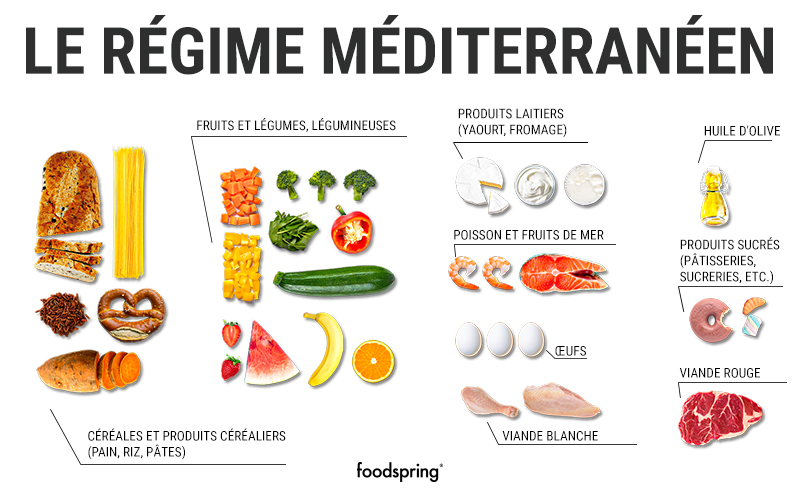 LE RÉGIME MÉDITERRANÉEN
FRUITS ET LÉGUMES, LÉGUMINEUSES
PRODUITS LAITIERS
(YAOURT, FROMAGE)
HUILE D'OLIVE
POISSON ET FRUITS DE MER
PRODUITS SUCRÉS
(PÂTISSERIES,
SUCRERIES, ETC.)
ŒUFS
VIANDE ROUGE
CÉRÉALES ET PRODUITS CÉRÉALIERS
(PAIN, RIZ, PÂTES)
VIANDE BLANCHE
foodspring®